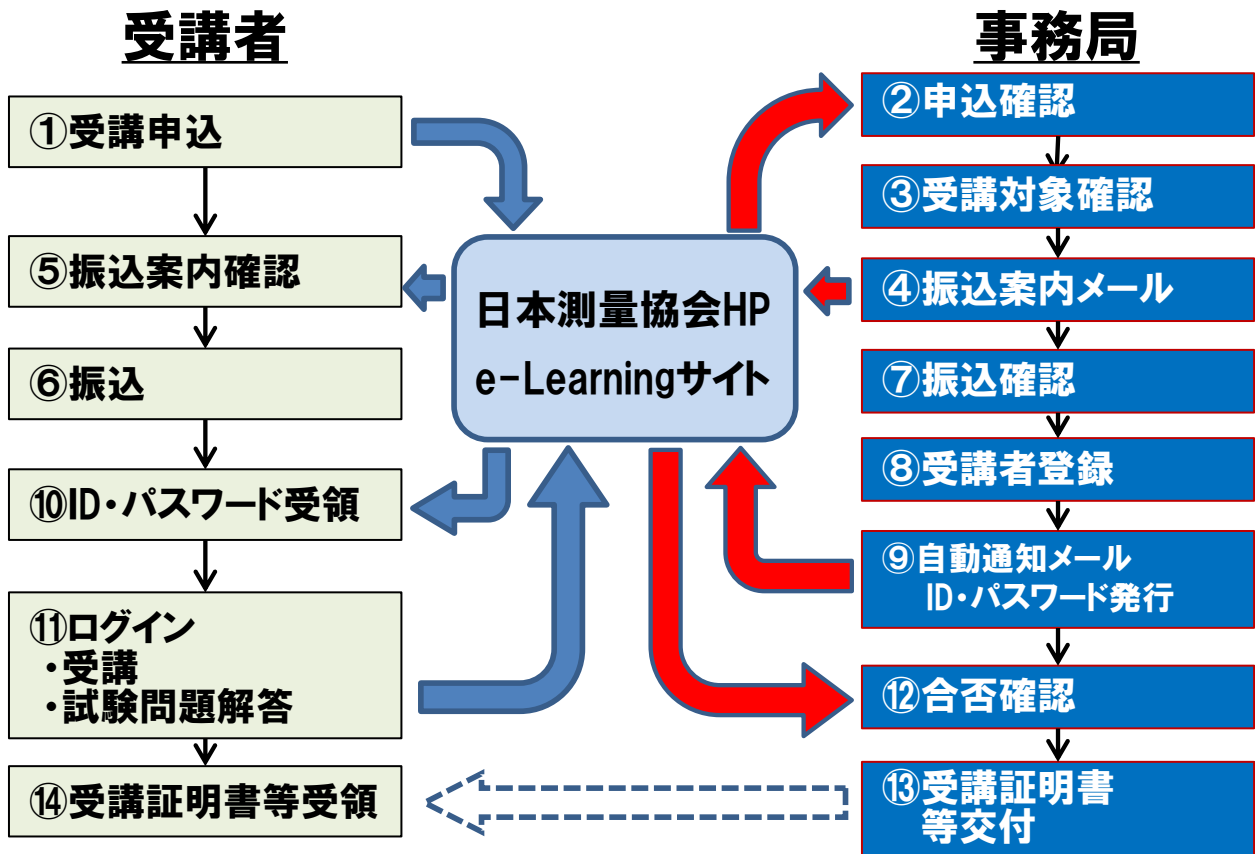 受講者
①受講申込
⑤振込案内確認
⑥振込
⑩ID・パスワード受領
⑪ログイン
・受講
・試験問題解答
⑭受講証明書等受領
日本測量協会HP
e-Learningサイト
事務局
②申込確認
③受講対象確認
④振込案内メール
⑦振込確認
⑧受講者登録
⑨自動通知メール
ID・パスワード発行
⑫合否確認
⑬受講証明書
等交付